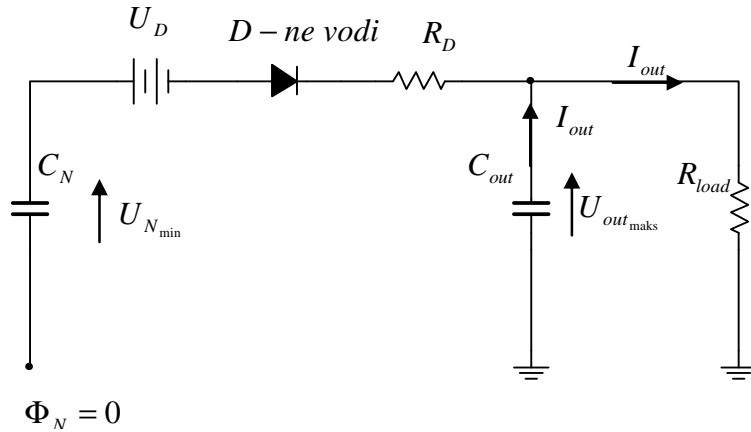 U_D
D – ne vodi
R_D
I_out
I_out
C_N
C_out
R_load
U_N_min
U_out_maks
Φ_N = 0